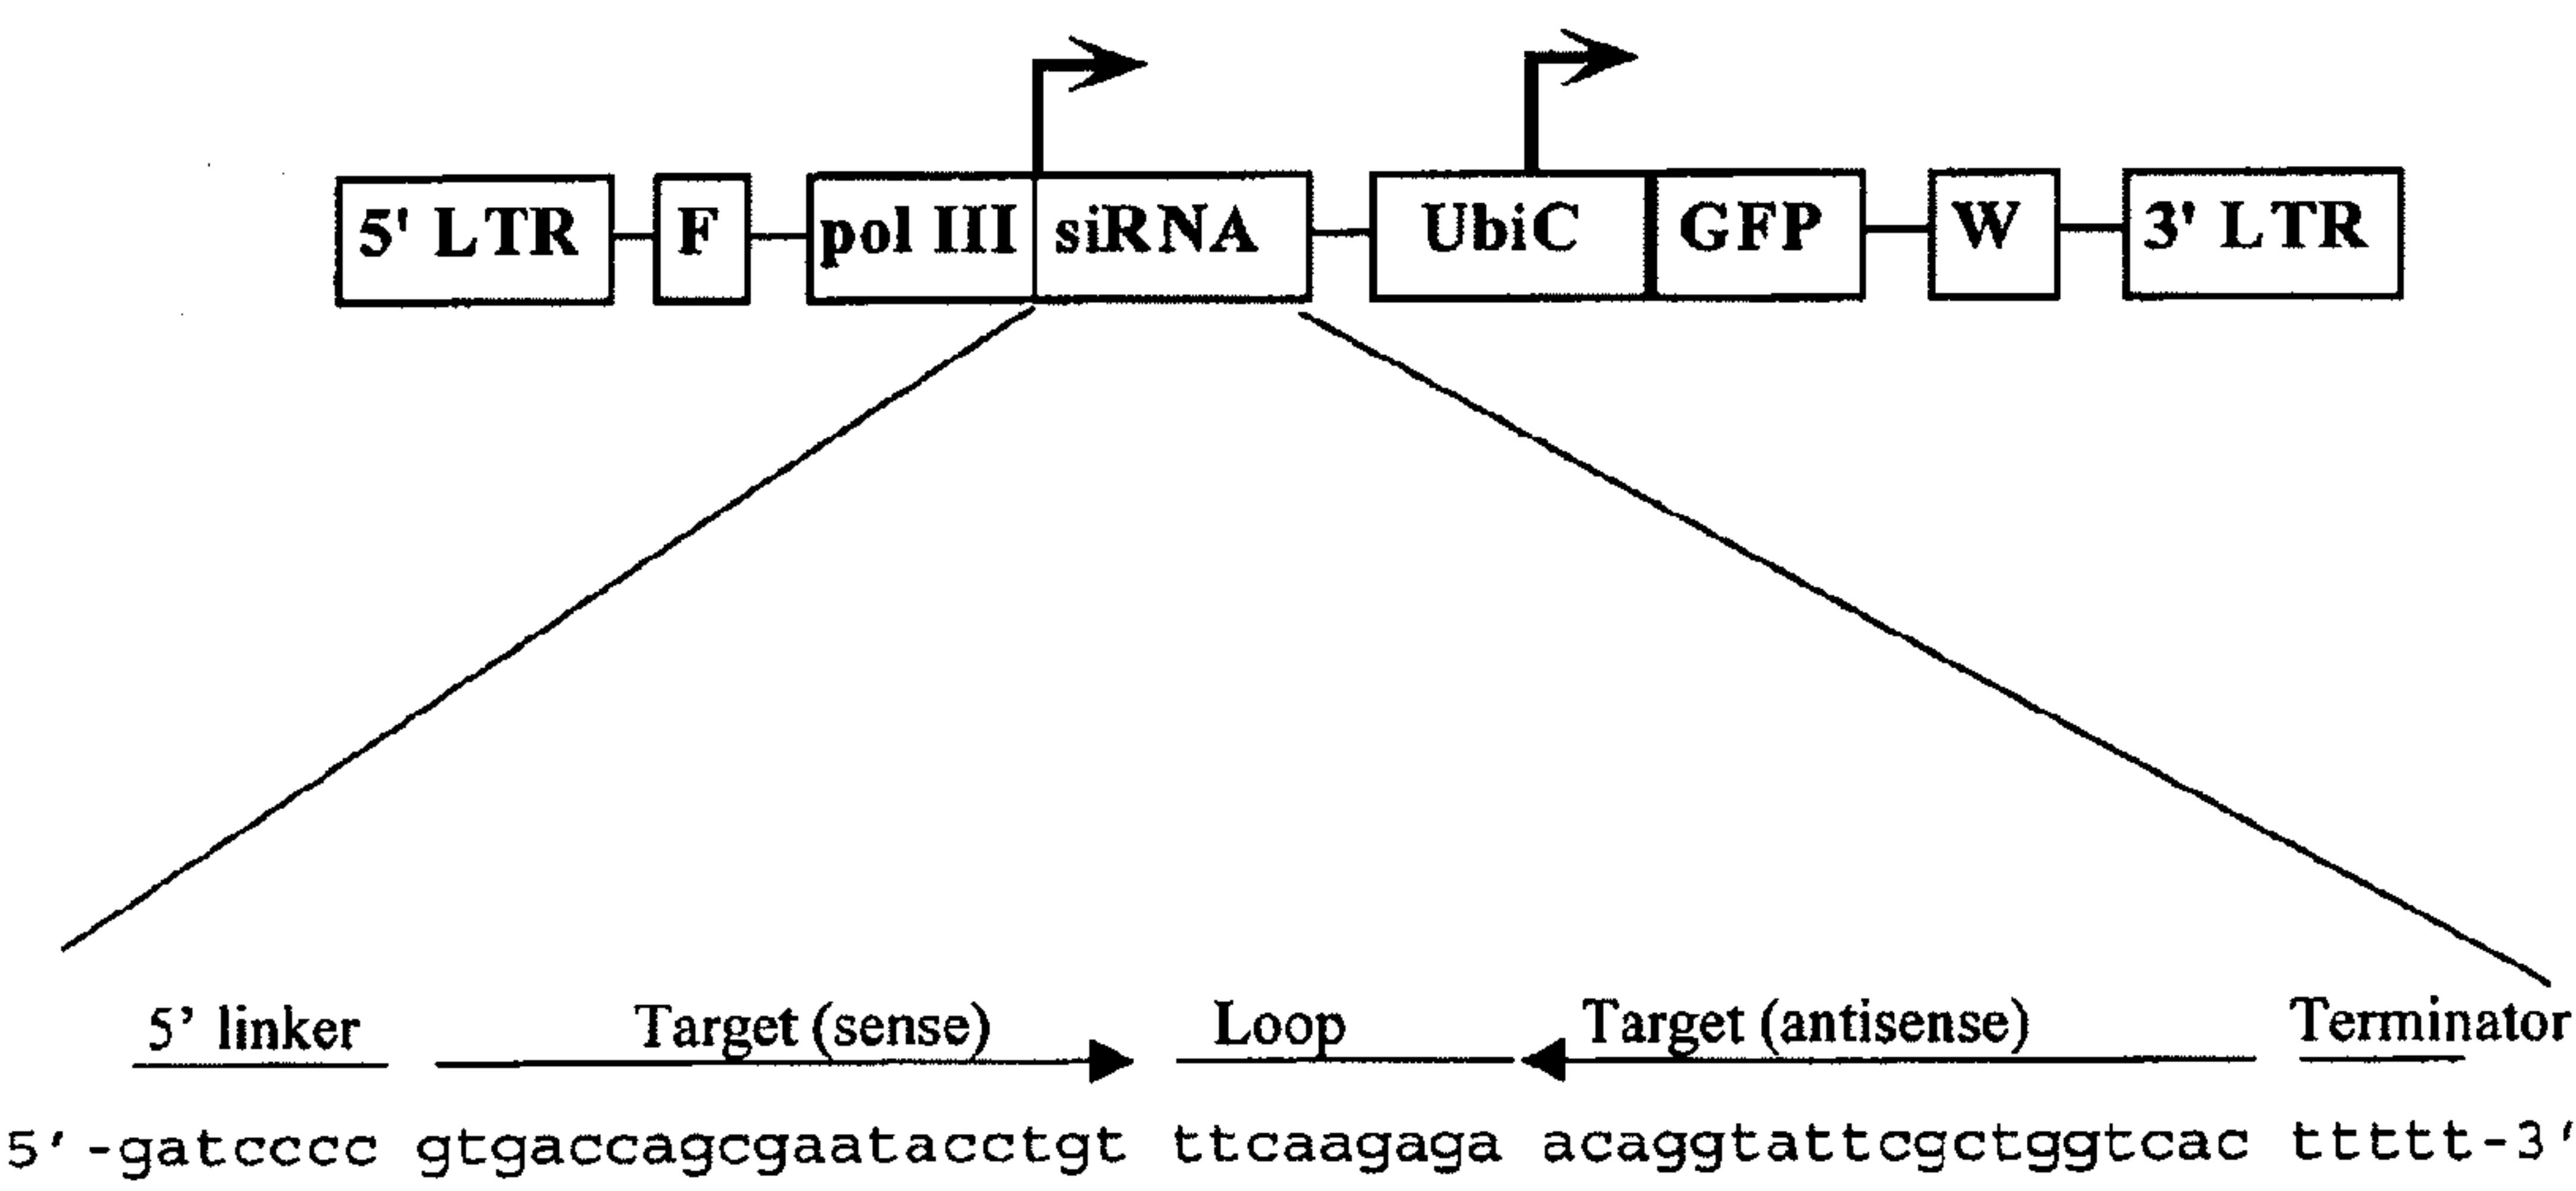 5' LTR F pol III siRNA UbiC GFP W 3' LTR
5’ linker Target (sense) Loop Target (antisense) Terminator
5'-gatcccc gtgaccagcgaatacctgt ttcaagaga acaggtattcgctggtcac ttttt-3'